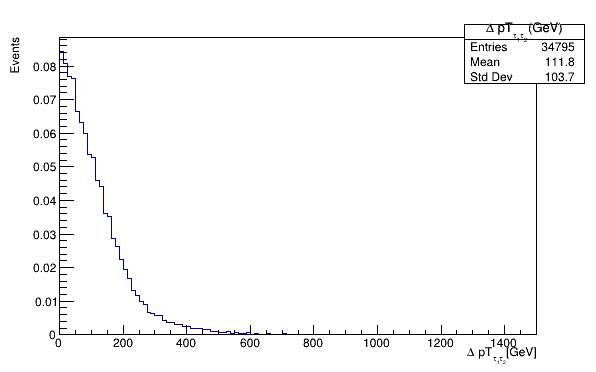 Δ pT_{τ₁τ₂}(GeV)
Entries 34795
Mean 111.8
Std Dev 103.7
Events
0.08
0.07
0.06
0.05
0.04
0.03
0.02
0.01
0
0 200 400 600 800 1000 1200 1400
Δ pT_{τ₁τ₂}[GeV]